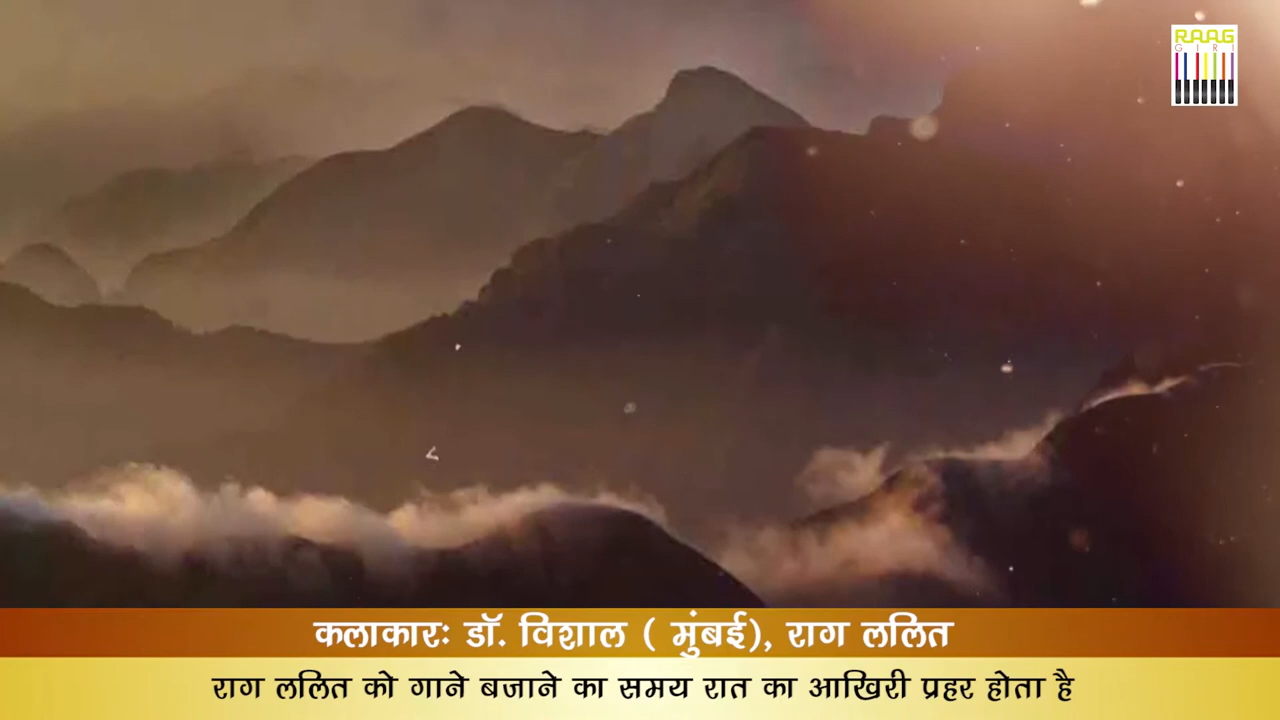 RAAG
GIRI
कलाकारः डॉ. विशाल ( मुंबई), राग ललित
राग ललित को गाने बजाने का समय रात का आखिरी प्रहर होता है